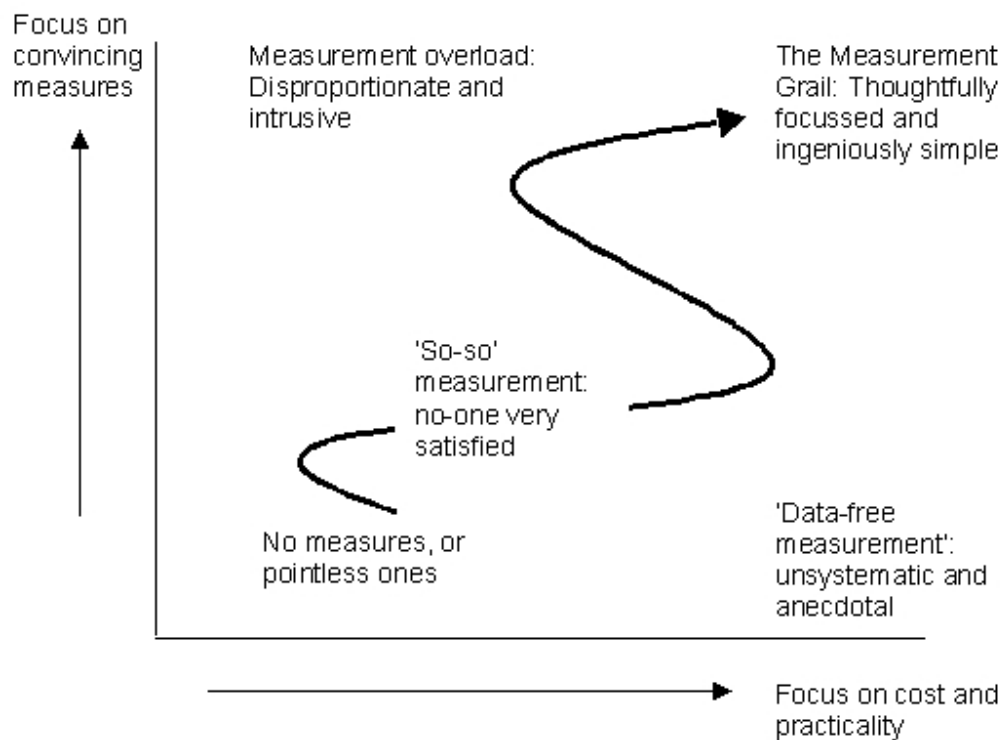 Focus on
convincing
measures
Measurement overload:
Disproportionate and
intrusive
The Measurement
Grail: Thoughtfully
focussed and
ingeniously simple
'So-so'
measurement:
no-one very
satisfied
No measures, or
pointless ones
'Data-free
measurement':
unsystematic and
anecdotal
Focus on cost and
practicality